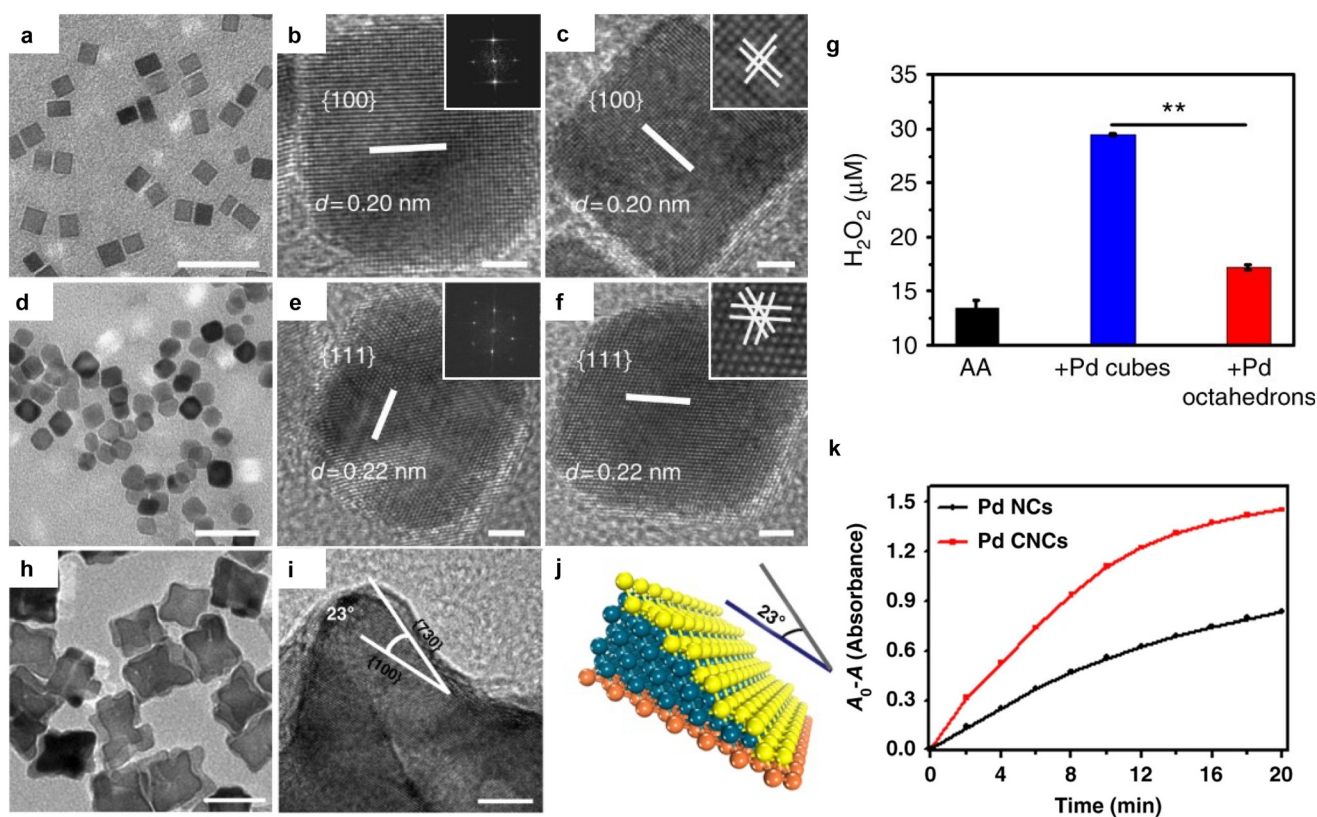 a
b
{100}
d = 0.20 nm
c
{100}
d = 0.20 nm
d
e
{111}
d = 0.22 nm
f
{111}
d = 0.22 nm
g
H2O2 (μM)
35
30
25
20
15
10
**
AA
+Pd cubes
+Pd
octahedrons
h
i
23°
{730}
{100}
j
23°
k
A0-A (Absorbance)
1.5
1.2
0.9
0.6
0.3
0.0
Pd NCs
Pd CNCs
0 4 8 12 16 20
Time (min)